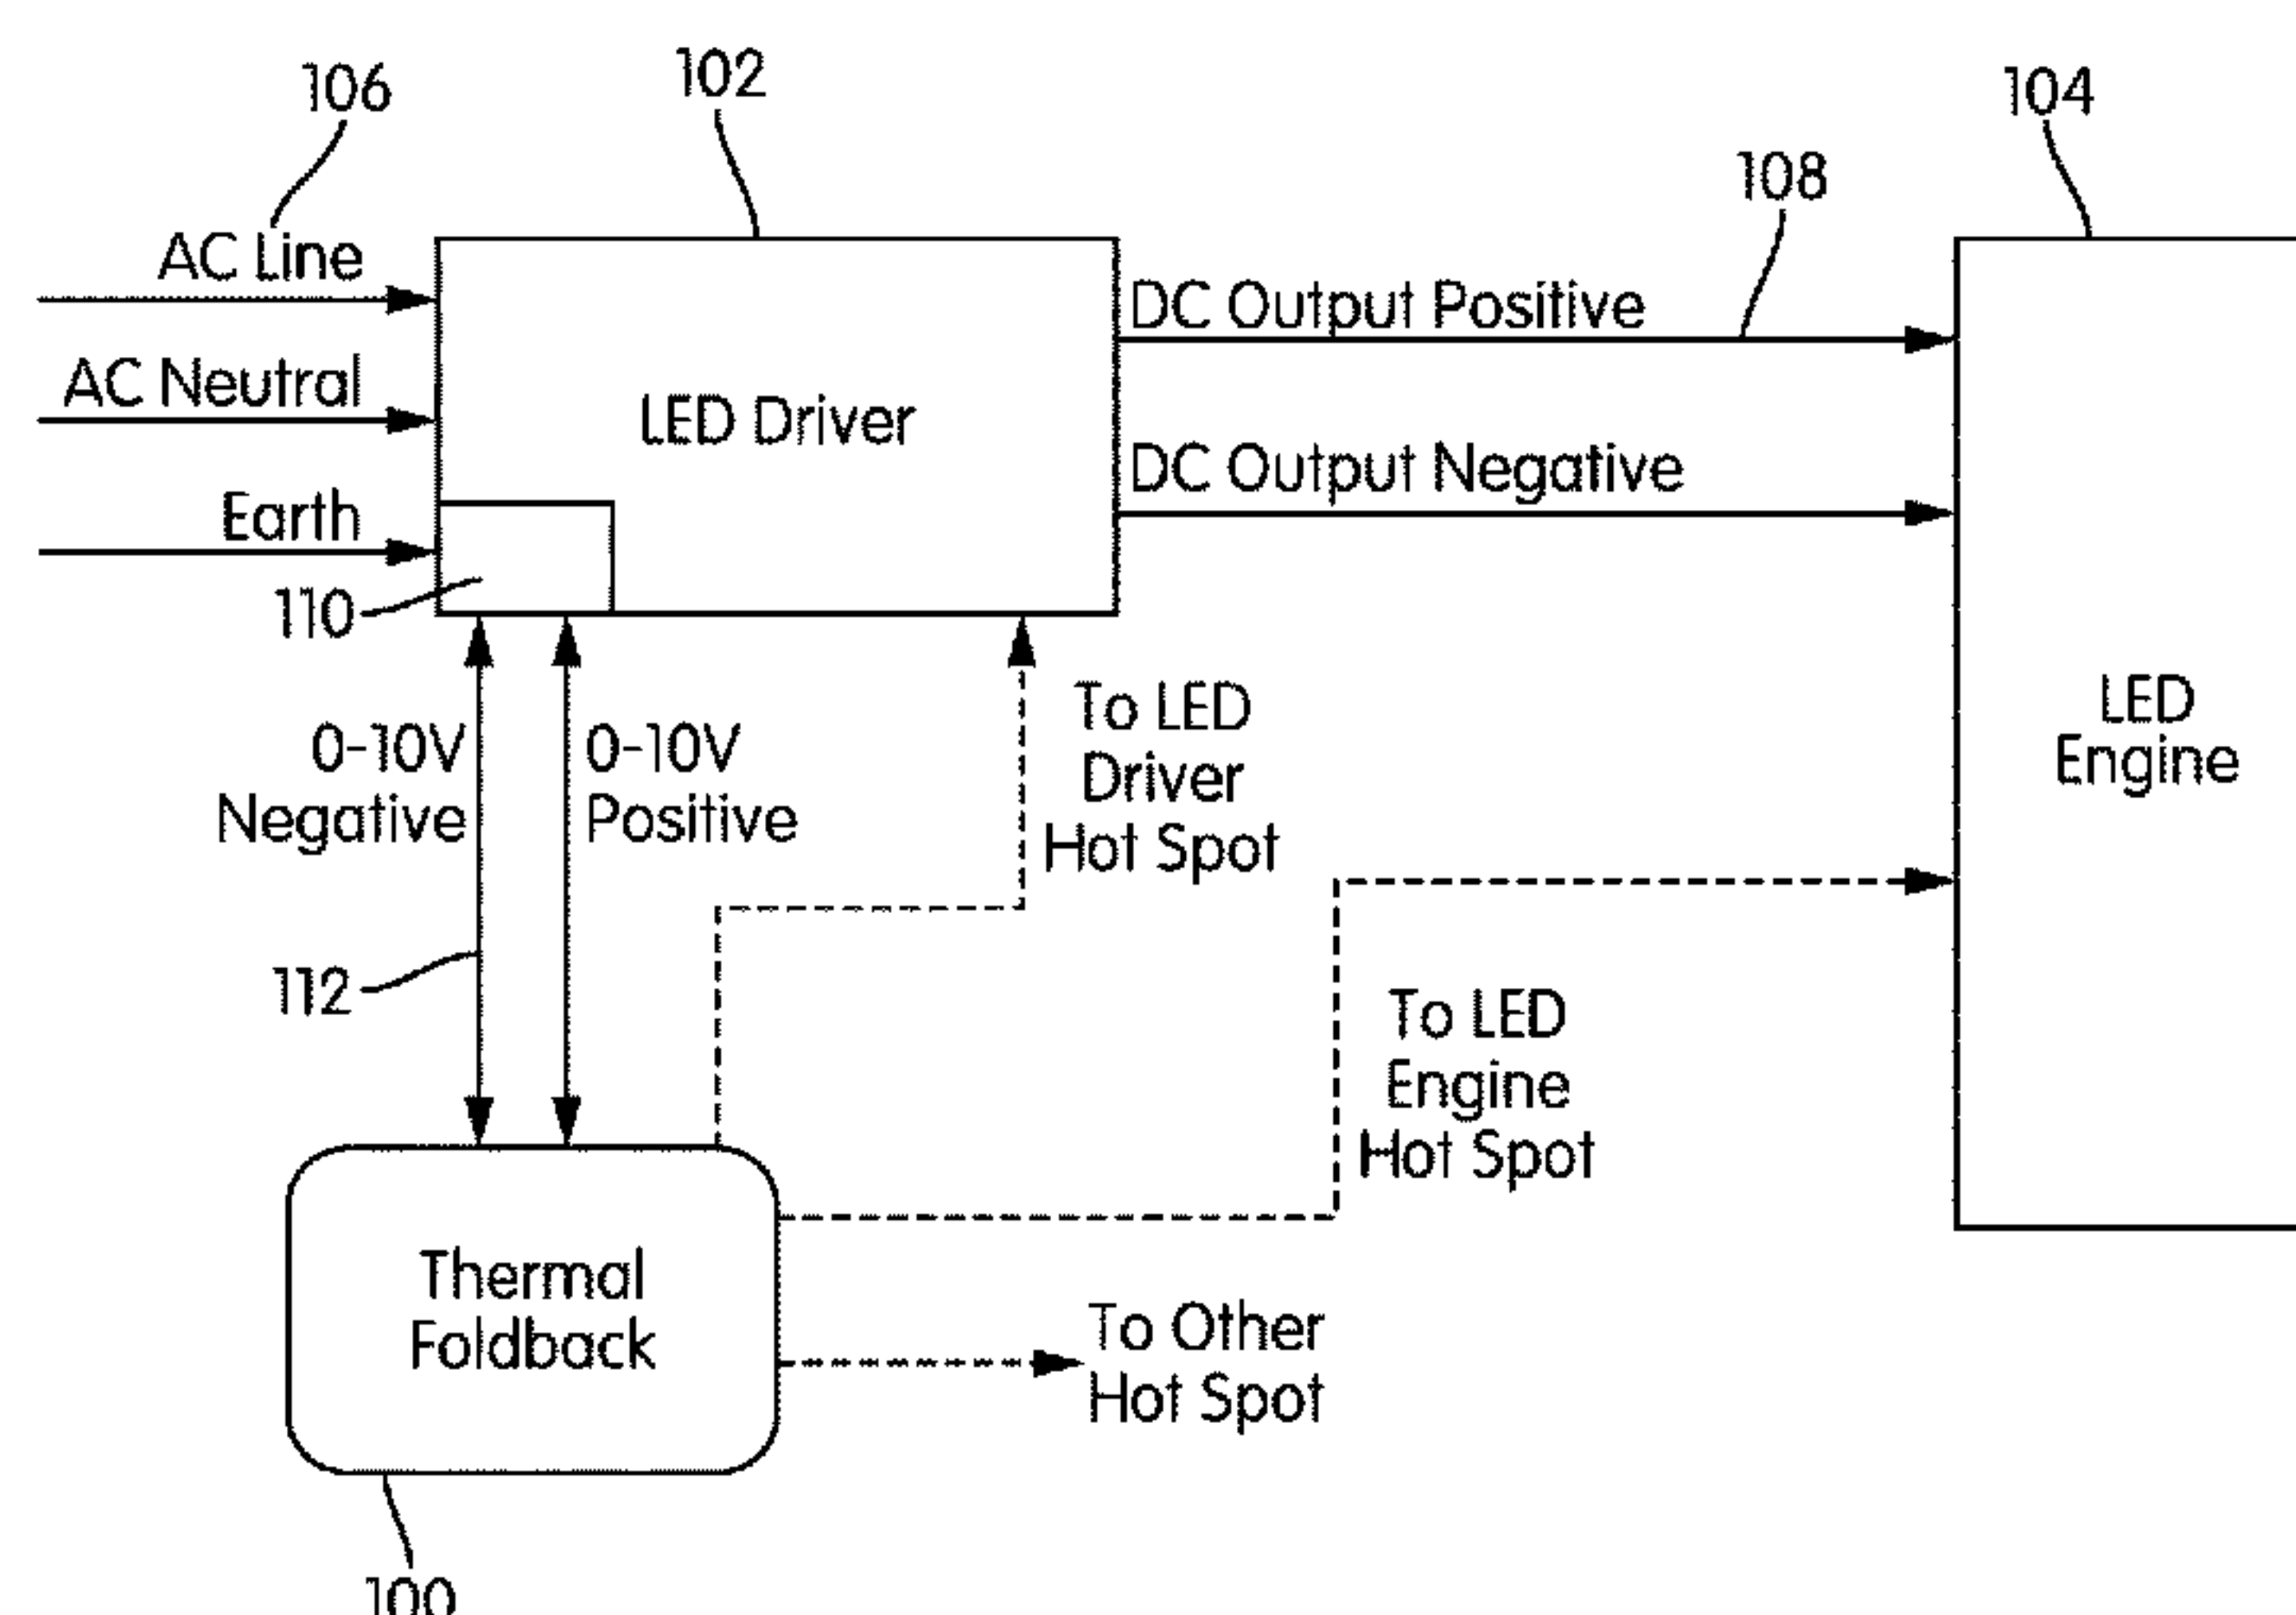 106
102
104
108
AC Line
DC Output Positive
AC Neutral
LED Driver
DC Output Negative
Earth
110
0-10V
Negative
0-10V
Positive
To LED
Driver
Hot Spot
LED
Engine
112
To LED
Engine
Hot Spot
Thermal
Foldback
To Other
Hot Spot
100